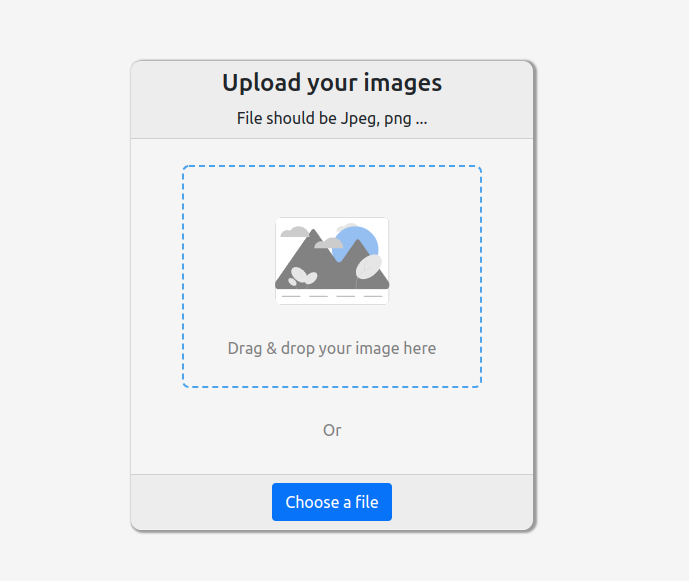 Upload your images
File should be Jpeg, png ...
Drag & drop your image here
Or
Choose a file